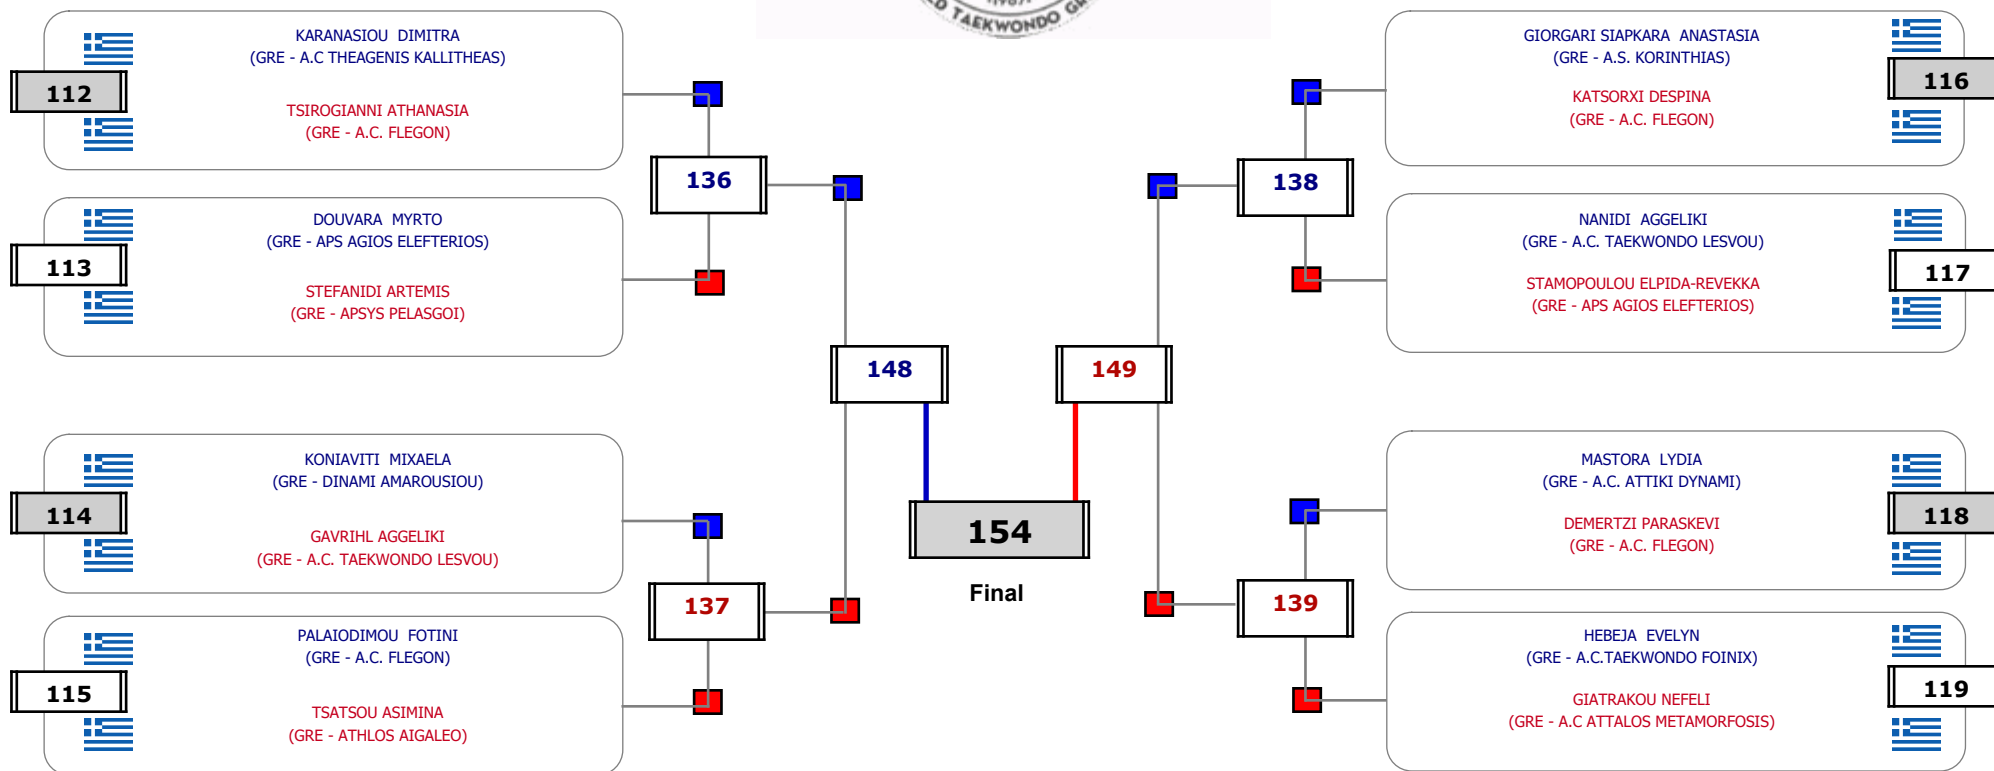 (1967)
TAEKWONDO
KARANASIOU  DIMITRA
(GRE - A.C THEAGENIS KALLITHEAS)
112
TSIROGIANNI ATHANASIA
(GRE - A.C. FLEGON)
DOUVARA  MYRTO
(GRE - APS AGIOS ELEFTERIOS)
113
STEFANIDI ARTEMIS
(GRE - APSYS PELASGOI)
136
KONIAVITI  MIXAELA
(GRE - DINAMI AMAROUSIOU)
114
GAVRIHL AGGELIKI
(GRE - A.C. TAEKWONDO LESVOU)
PALAIODIMOU  FOTINI
(GRE - A.C. FLEGON)
115
TSATSOU ASIMINA
(GRE - ATHLOS AIGALEO)
137
148
154
Final
149
138
139
GIORGARI SIAPKARA  ANASTASIA
(GRE - A.S. KORINTHIAS)
116
KATSORXI DESPINA
(GRE - A.C. FLEGON)
NANIDI  AGGELIKI
(GRE - A.C. TAEKWONDO LESVOU)
117
STAMOPOULOU ELPIDA-REVEKKA
(GRE - APS AGIOS ELEFTERIOS)
MASTORA  LYDIA
(GRE - A.C. ATTIKI DYNAMI)
118
DEMERTZI PARASKEVI
(GRE - A.C. FLEGON)
HEBEJA  EVELYN
(GRE - A.C.TAEKWONDO FOINIX)
119
GIATRAKOU NEFELI
(GRE - A.C ATTALOS METAMORFOSIS)